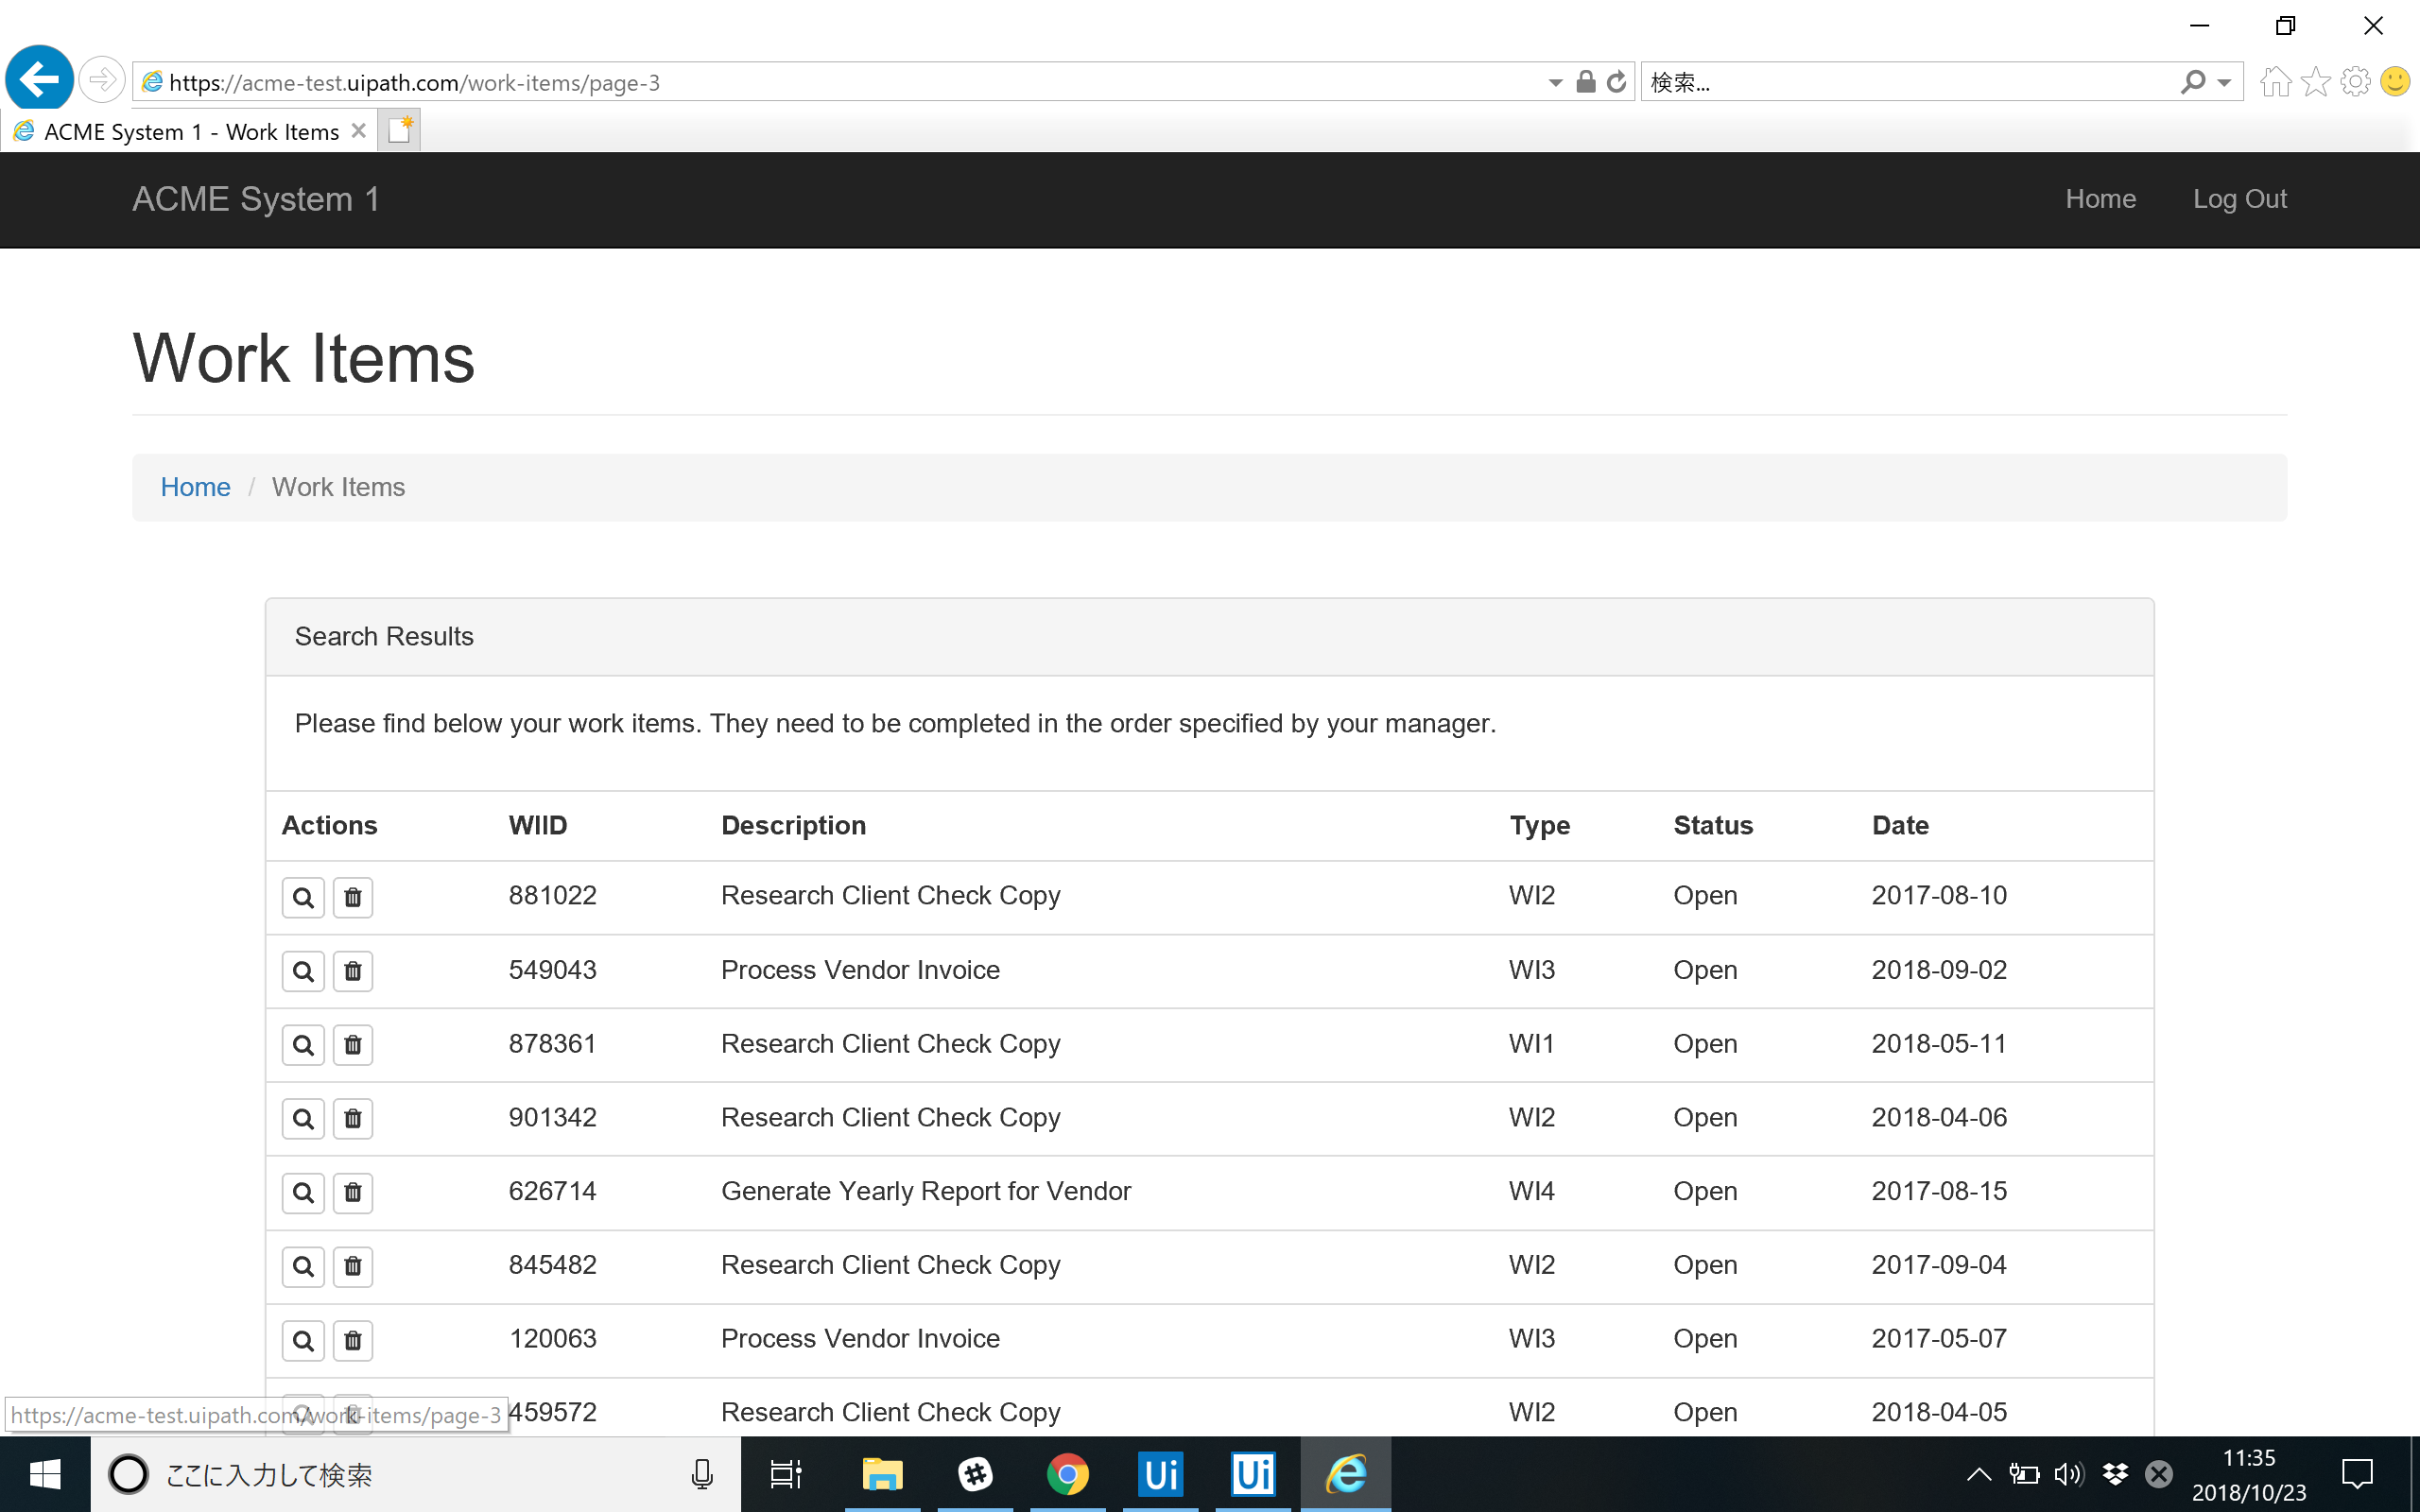 https://acme-test.uipath.com/work-items/page-3
検索...
ACME System 1 - Work Items
ACME System 1
Home
Log Out
Work Items
Home / Work Items
Search Results
Please find below your work items. They need to be completed in the order specified by your manager.
Actions WIID Description Type Status Date
881022 Research Client Check Copy WI2 Open 2017-08-10
549043 Process Vendor Invoice WI3 Open 2018-09-02
878361 Research Client Check Copy WI1 Open 2018-05-11
901342 Research Client Check Copy WI2 Open 2018-04-06
626714 Generate Yearly Report for Vendor WI4 Open 2017-08-15
845482 Research Client Check Copy WI2 Open 2017-09-04
120063 Process Vendor Invoice WI3 Open 2017-05-07
459572 Research Client Check Copy WI2 Open 2018-04-05
https://acme-test.uipath.com/work-items/page-3
ここに入力して検索
Ui
Ui
11:35
2018/10/23